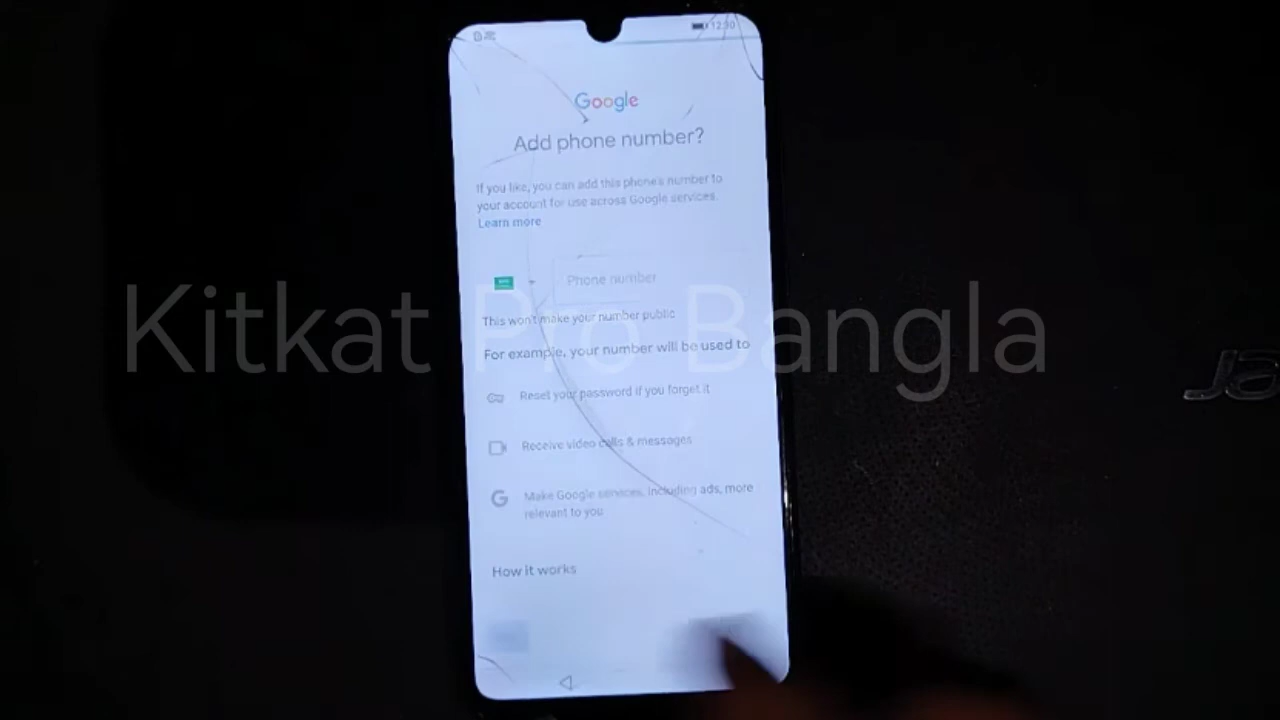 12:30
Google
Add phone number?
If you like, you can add this phone's number to
your account for use across Google services.
Learn more
Phone number
This won't make your number public
Kitkat Pro Bangla
For example, your number will be used to
Reset your password if you forget it
Receive video calls & messages
G
Make Google services, including ads, more
relevant to you
How it works